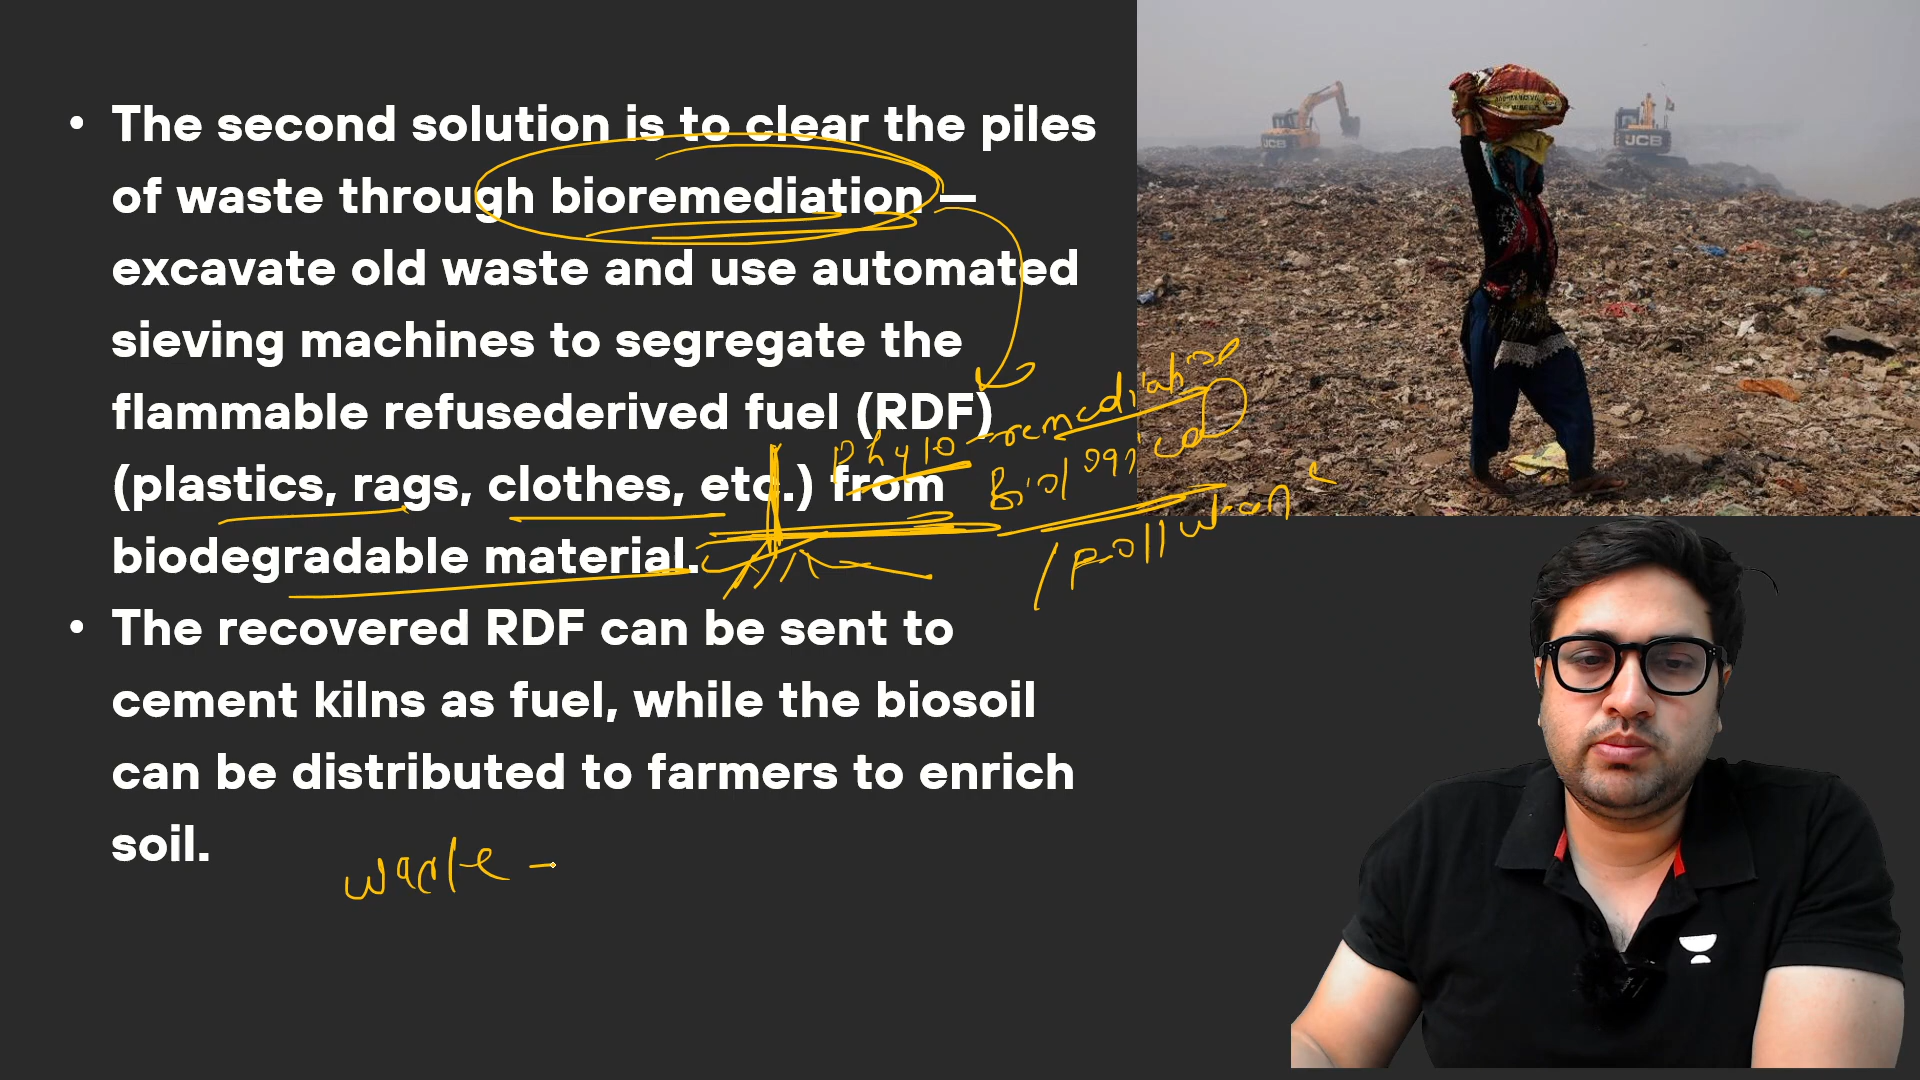 • The second solution is to clear the piles
of waste through bioremediation —
excavate old waste and use automated
sieving machines to segregate the
flammable refusederived fuel (RDF)
(plastics, rags, clothes, etc.) from
biodegradable material.
• The recovered RDF can be sent to
cement kilns as fuel, while the biosoil
can be distributed to farmers to enrich
soil.
Phyto-remediation
Biological
/ Pollutant
waste -
JCB
JCB